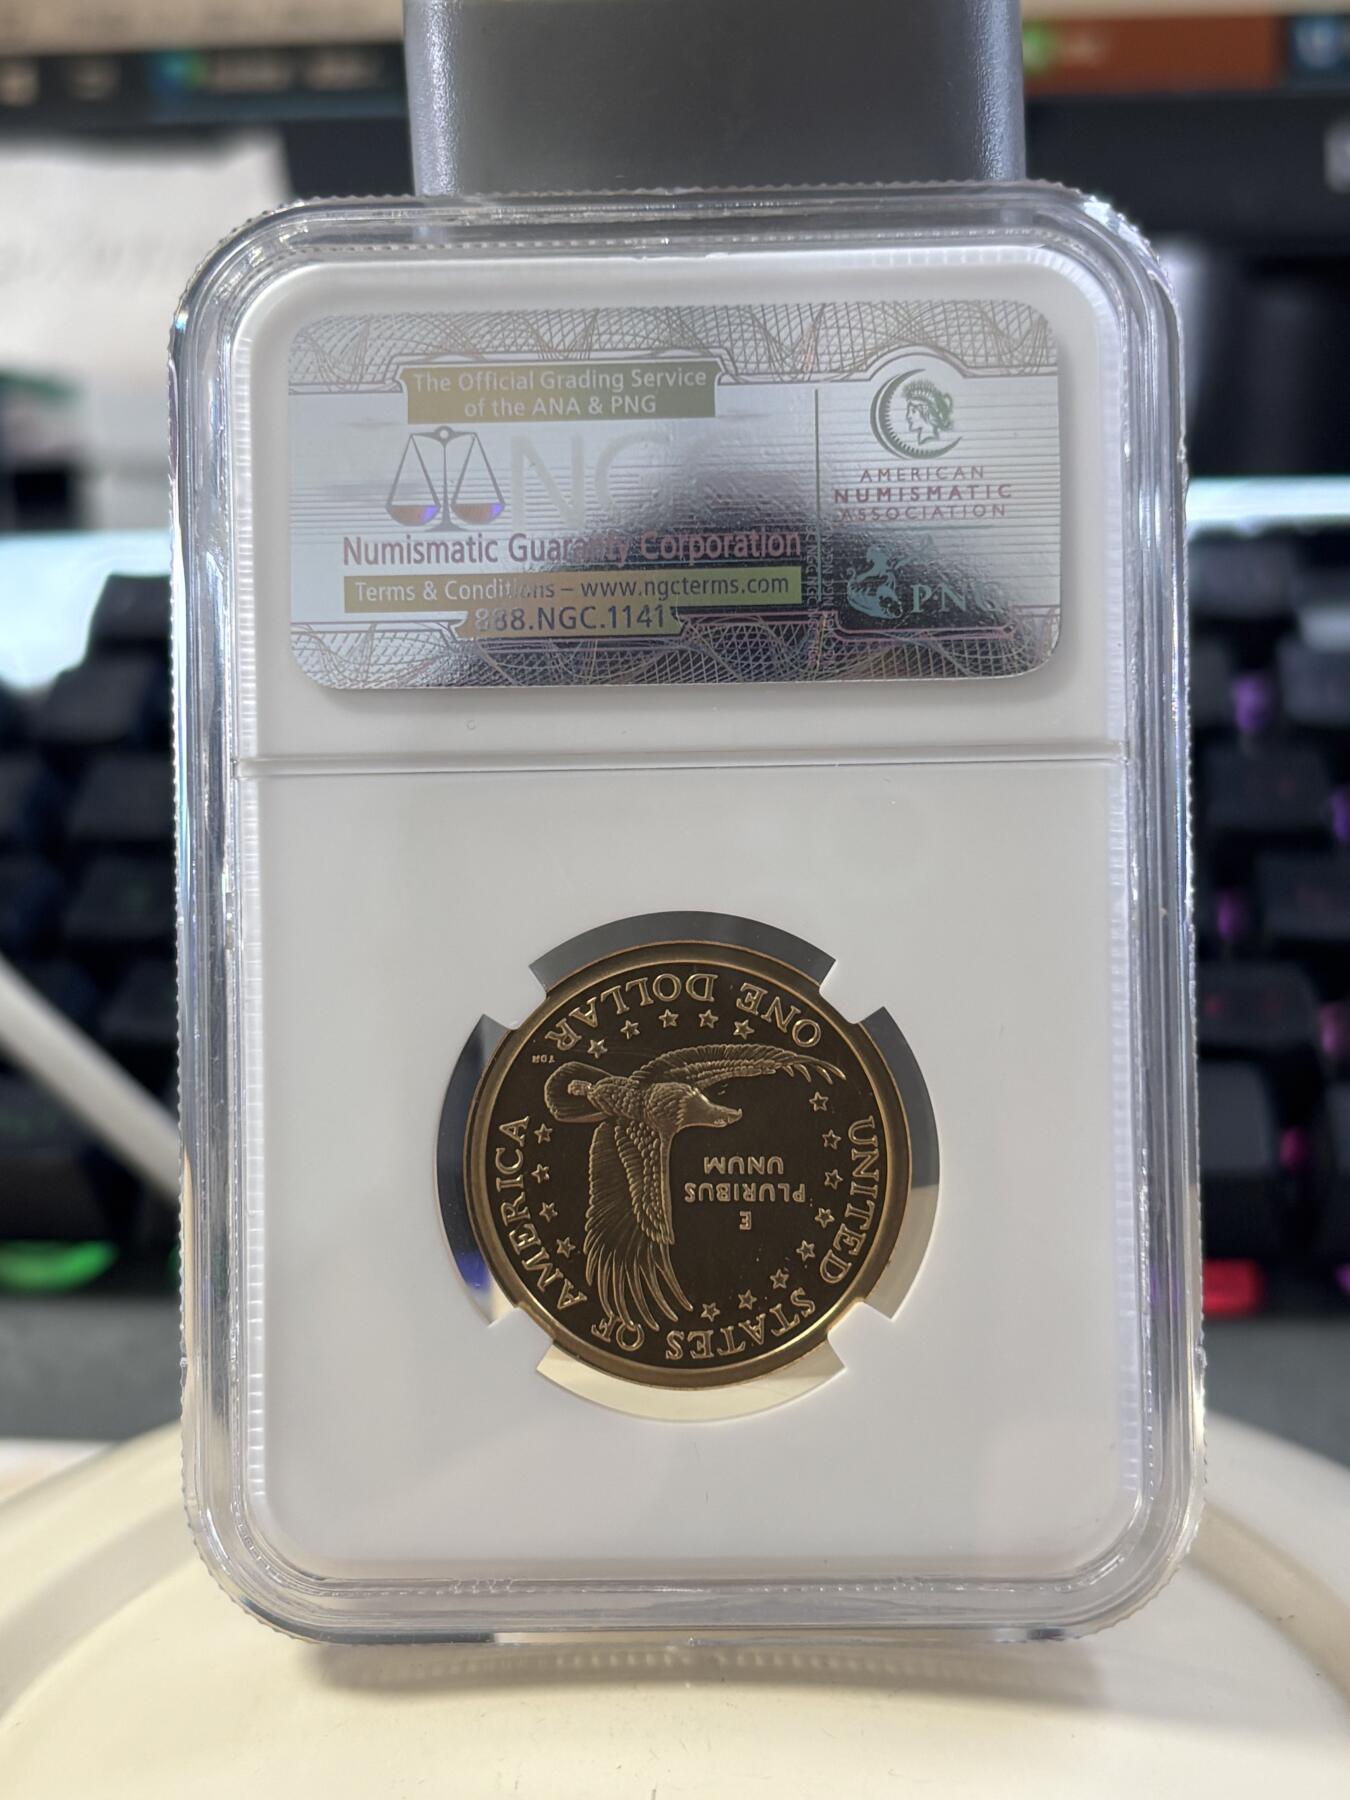 The Official Grading Service
of the ANA & PNG
NGC
Numismatic Guaranty Corporation
Terms & Conditions – www.ngcterms.com
888.NGC.1141
AMERICAN
NUMISMATIC
ASSOCIATION
PNG
UNITED STATES OF AMERICA
E
PLURIBUS
UNUM
ONE DOLLAR
TDR